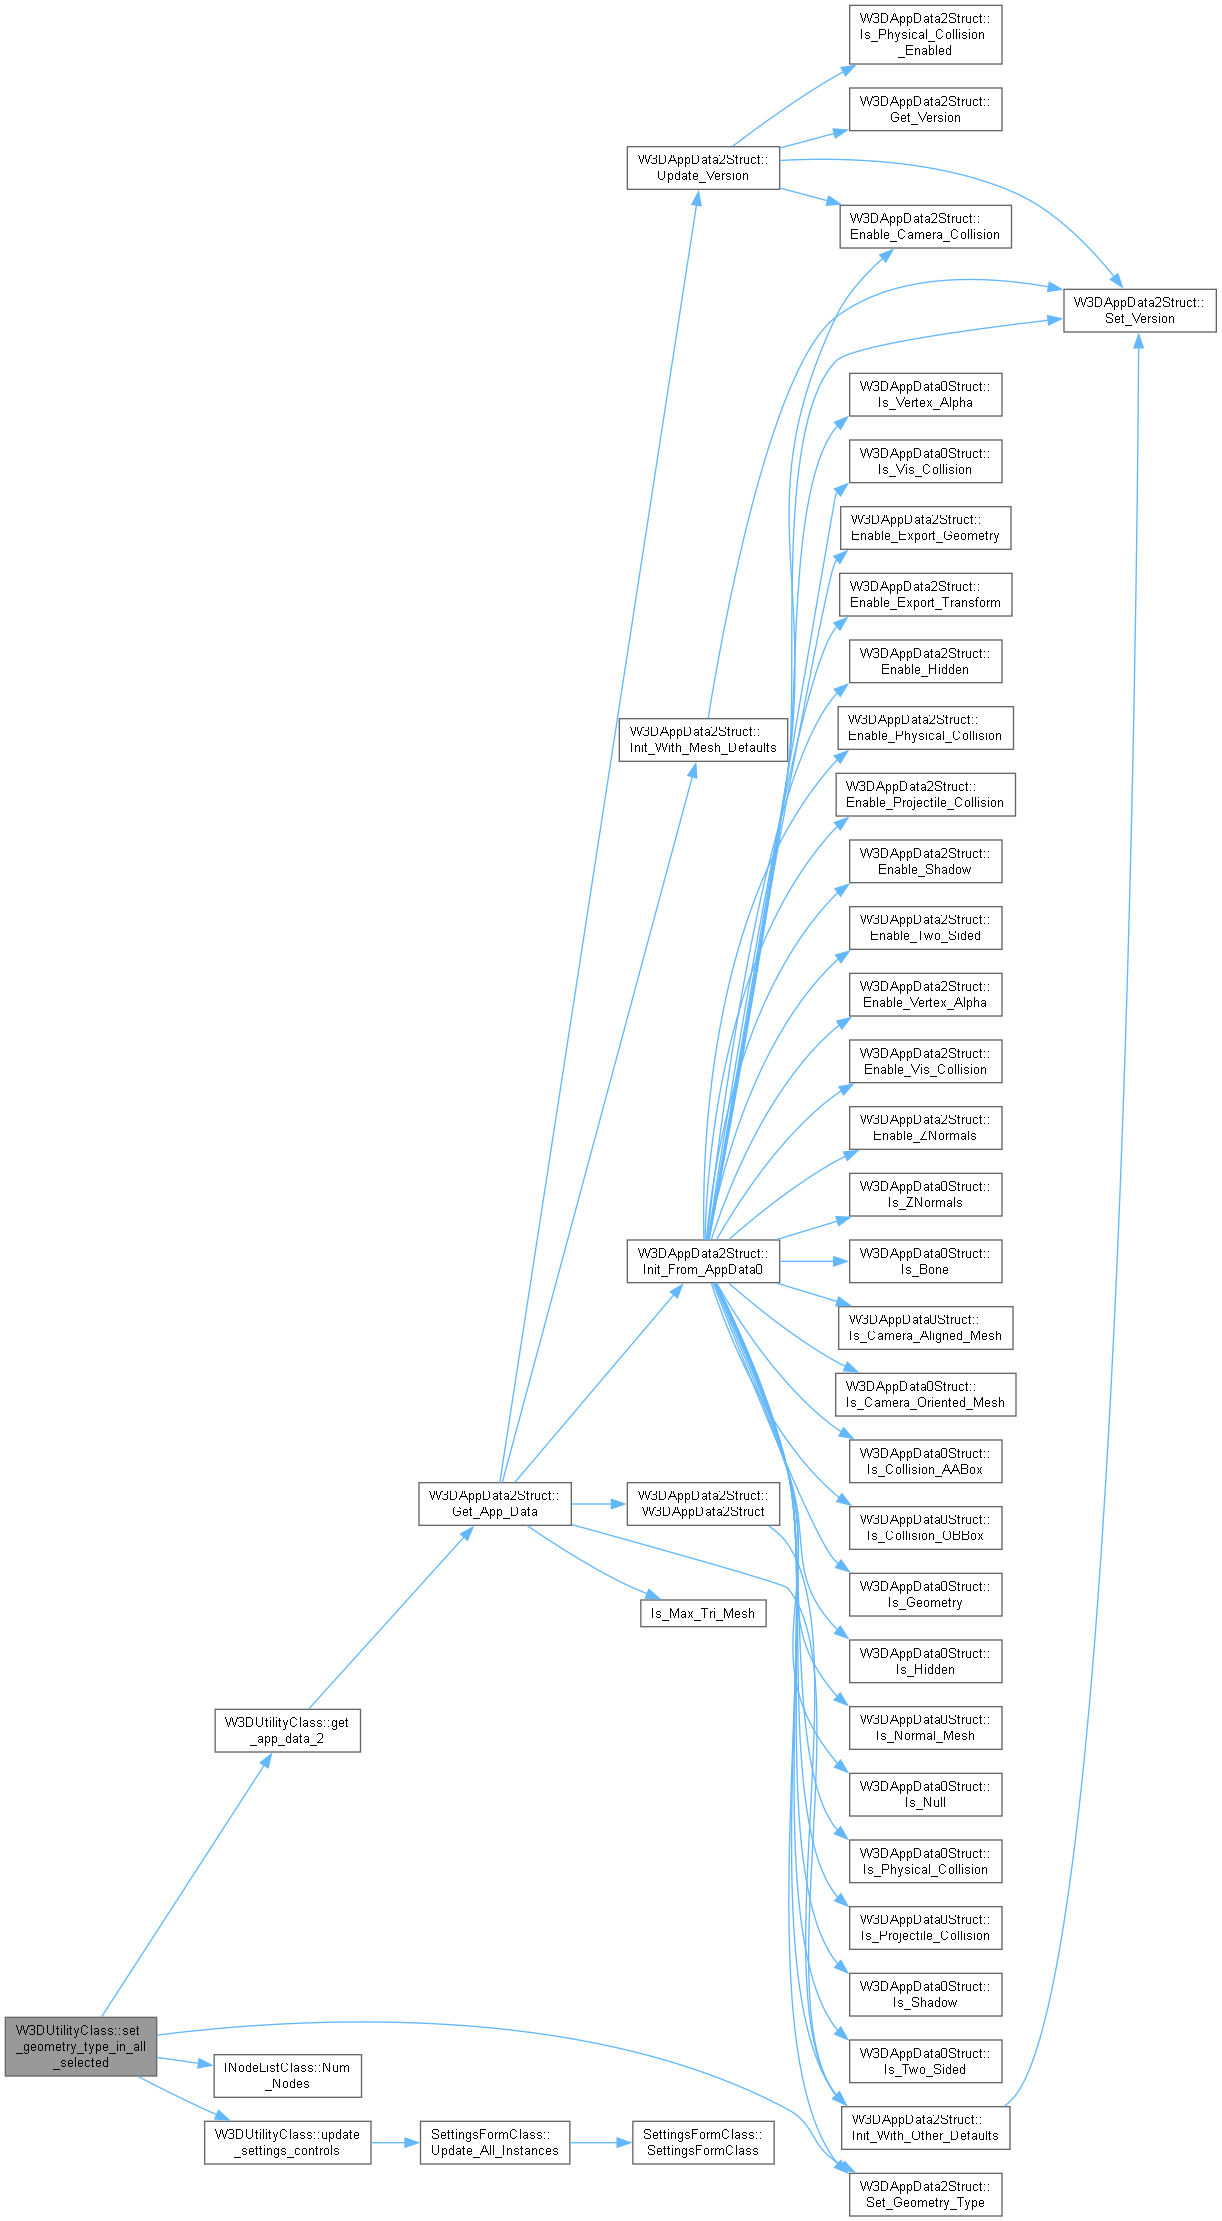 W3DAppData2Struct::
Is_Physical_Collision
_Enabled
W3DAppData2Struct::
Get_Version
W3DAppData2Struct::
Update_Version
W3DAppData2Struct::
Enable_Camera_Collision
W3DAppData2Struct::
Set_Version
W3DAppData0Struct::
Is_Vertex_Alpha
W3DAppData0Struct::
Is_Vis_Collision
W3DAppData2Struct::
Enable_Export_Geometry
W3DAppData2Struct::
Enable_Export_Transform
W3DAppData2Struct::
Enable_Hidden
W3DAppData2Struct::
Init_With_Mesh_Defaults
W3DAppData2Struct::
Enable_Physical_Collision
W3DAppData2Struct::
Enable_Projectile_Collision
W3DAppData2Struct::
Enable_Shadow
W3DAppData2Struct::
Enable_Two_Sided
W3DAppData2Struct::
Enable_Vertex_Alpha
W3DAppData2Struct::
Enable_Vis_Collision
W3DAppData2Struct::
Enable_ZNormals
W3DAppData0Struct::
Is_ZNormals
W3DAppData2Struct::
Init_From_AppData0
W3DAppData0Struct::
Is_Bone
W3DAppData0Struct::
Is_Camera_Aligned_Mesh
W3DAppData0Struct::
Is_Camera_Oriented_Mesh
W3DAppData0Struct::
Is_Collision_AABox
W3DAppData2Struct::
Get_App_Data
W3DAppData2Struct::
W3DAppData2Struct
W3DAppData0Struct::
Is_Collision_OBBox
W3DAppData0Struct::
Is_Geometry
Is_Max_Tri_Mesh
W3DAppData0Struct::
Is_Hidden
W3DUtilityClass::get
_app_data_2
W3DAppData0Struct::
Is_Normal_Mesh
W3DAppData0Struct::
Is_Null
W3DAppData0Struct::
Is_Physical_Collision
W3DAppData0Struct::
Is_Projectile_Collision
W3DAppData0Struct::
Is_Shadow
W3DUtilityClass::set
_geometry_type_in_all
_selected
INodeListClass::Num
_Nodes
W3DAppData0Struct::
Is_Two_Sided
W3DUtilityClass::update
_settings_controls
SettingsFormClass::
Update_All_Instances
SettingsFormClass::
SettingsFormClass
W3DAppData2Struct::
Init_With_Other_Defaults
W3DAppData2Struct::
Set_Geometry_Type